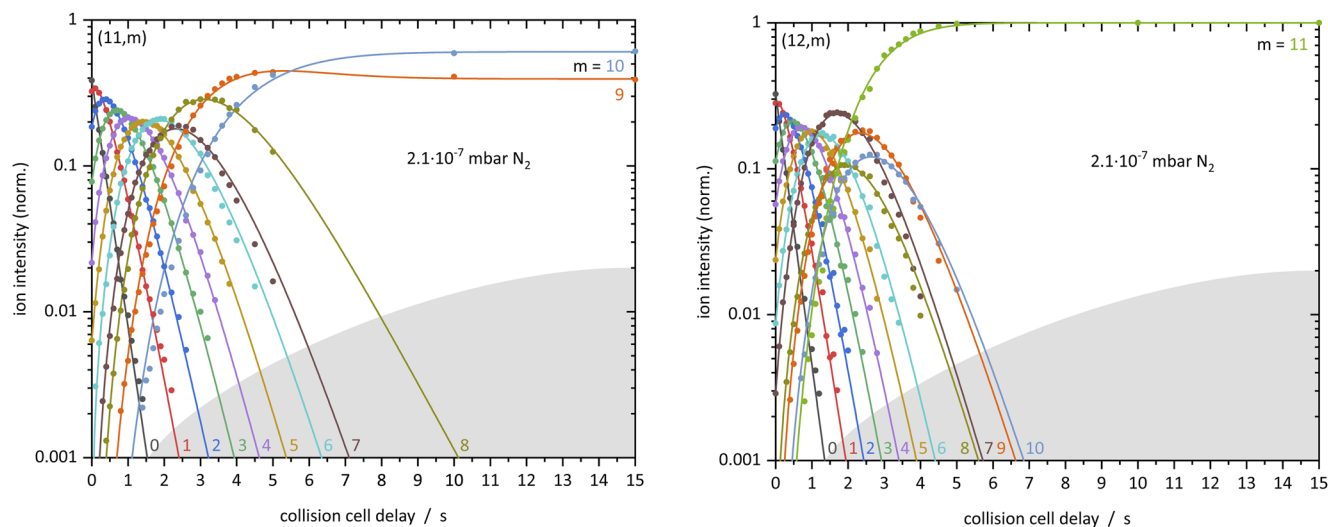 (11,m)
1
0.1
0.01
0.001
ion intensity (norm.)
m = 10
9
2.1·10⁻⁷ mbar N₂
0 1 2 3 4 5 6 7 8
0 1 2 3 4 5 6 7 8 9 10 11 12 13 14 15
collision cell delay / s
(12,m)
1
0.1
0.01
0.001
ion intensity (norm.)
m = 11
2.1·10⁻⁷ mbar N₂
0 1 2 3 4 5 6 8 7 9 10
0 1 2 3 4 5 6 7 8 9 10 11 12 13 14 15
collision cell delay / s